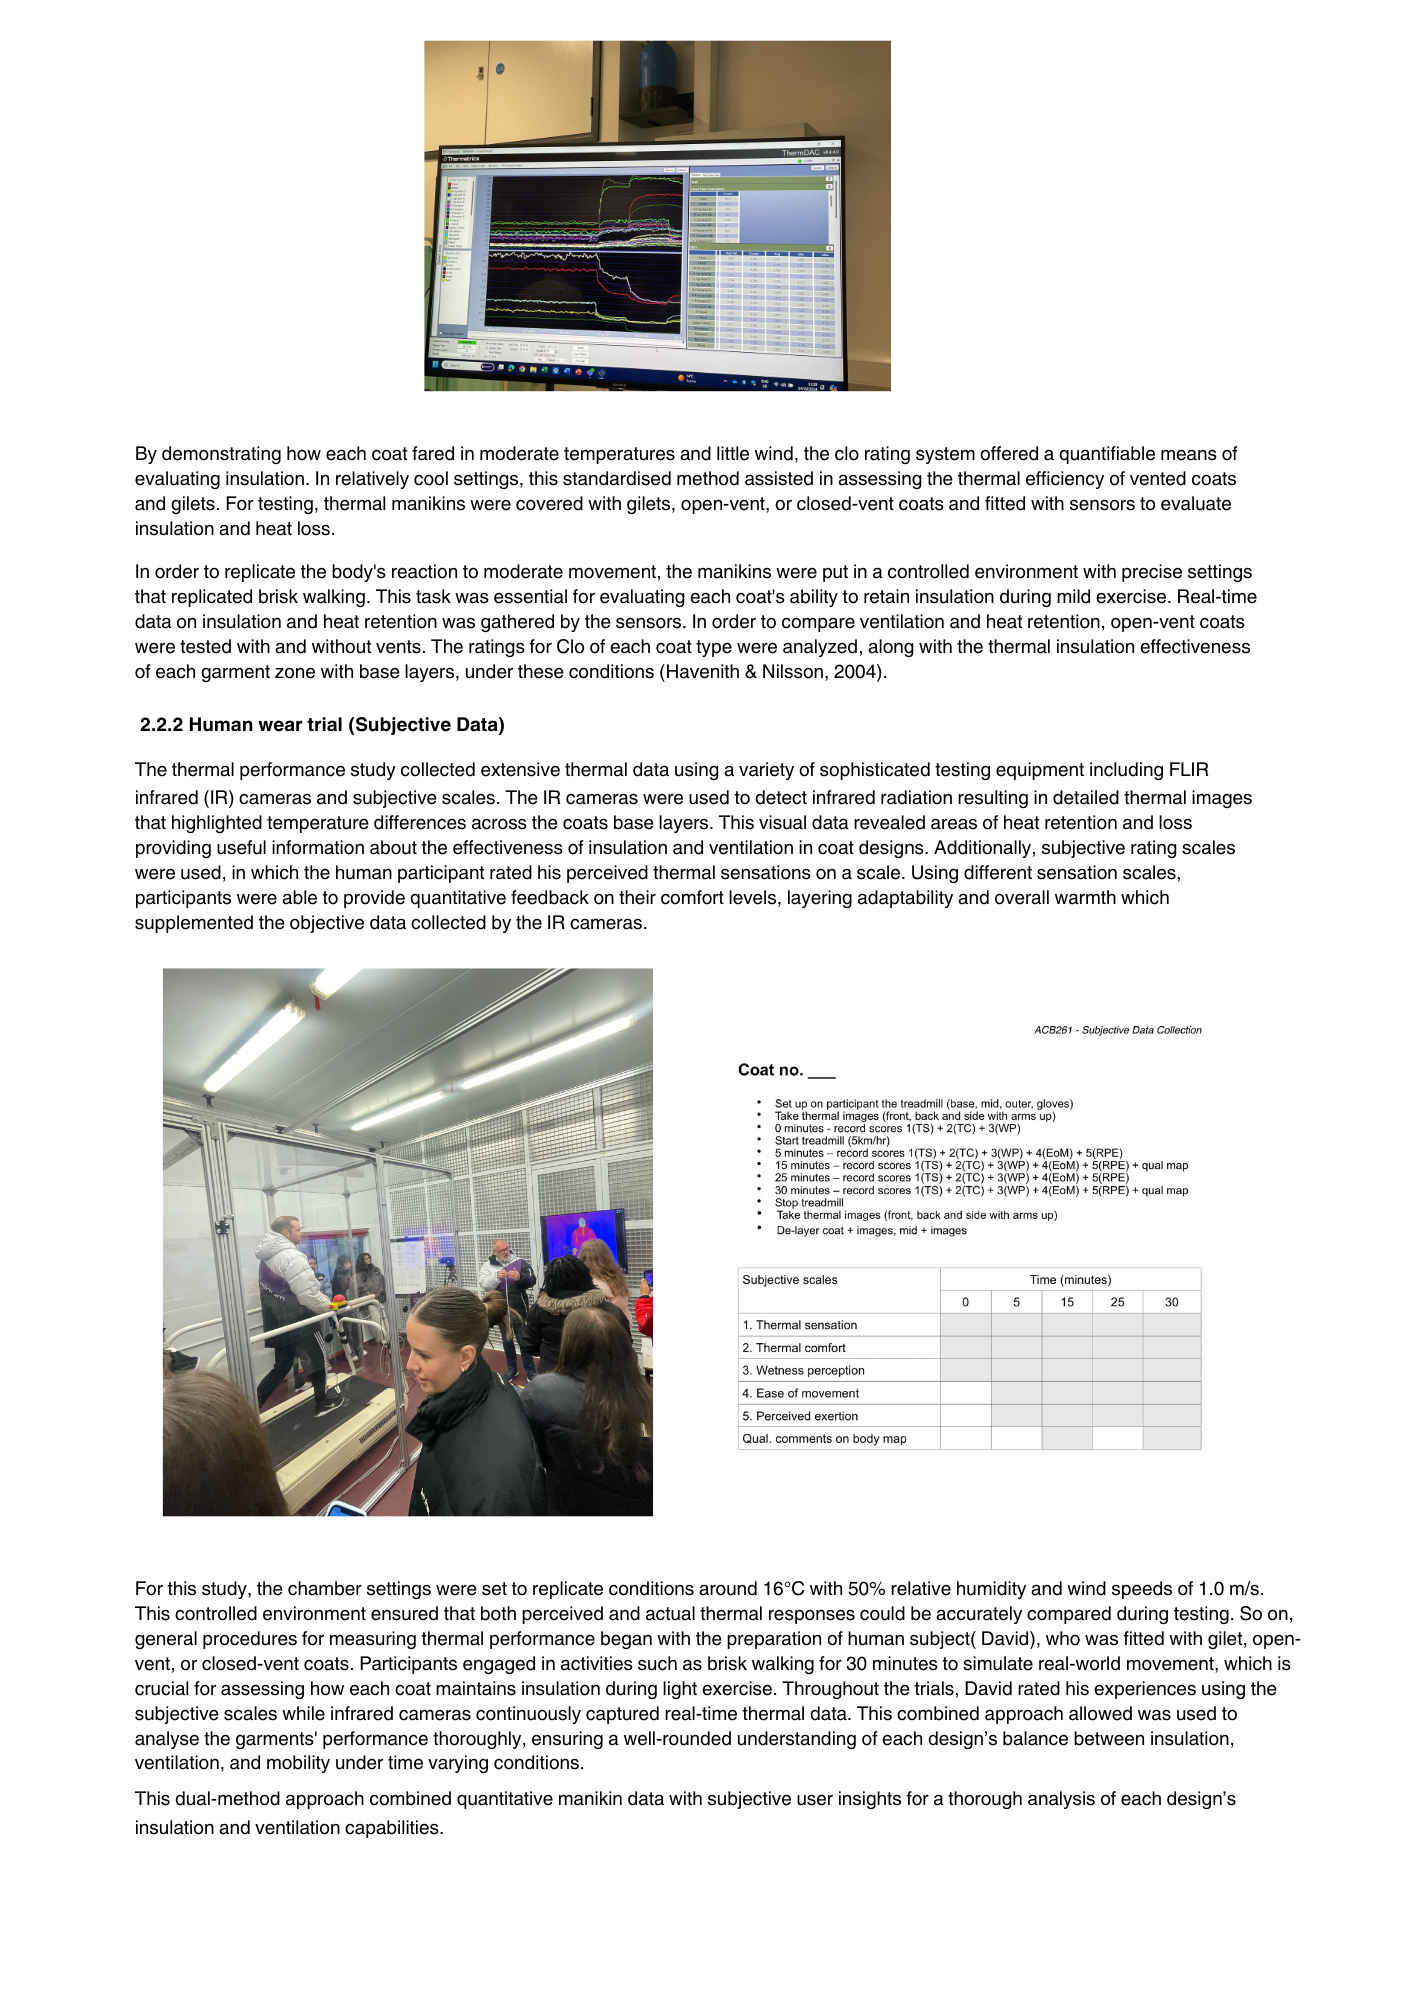 Thermetrics
ThermDAC
By demonstrating how each coat fared in moderate temperatures and little wind, the clo rating system offered a quantifiable means of
evaluating insulation. In relatively cool settings, this standardised method assisted in assessing the thermal efficiency of vented coats
and gilets. For testing, thermal manikins were covered with gilets, open-vent, or closed-vent coats and fitted with sensors to evaluate
insulation and heat loss.
In order to replicate the body's reaction to moderate movement, the manikins were put in a controlled environment with precise settings
that replicated brisk walking. This task was essential for evaluating each coat's ability to retain insulation during mild exercise. Real-time
data on insulation and heat retention was gathered by the sensors. In order to compare ventilation and heat retention, open-vent coats
were tested with and without vents. The ratings for Clo of each coat type were analyzed, along with the thermal insulation effectiveness
of each garment zone with base layers, under these conditions (Havenith & Nilsson, 2004).
2.2.2 Human wear trial (Subjective Data)
The thermal performance study collected extensive thermal data using a variety of sophisticated testing equipment including FLIR
infrared (IR) cameras and subjective scales. The IR cameras were used to detect infrared radiation resulting in detailed thermal images
that highlighted temperature differences across the coats base layers. This visual data revealed areas of heat retention and loss
providing useful information about the effectiveness of insulation and ventilation in coat designs. Additionally, subjective rating scales
were used, in which the human participant rated his perceived thermal sensations on a scale. Using different sensation scales,
participants were able to provide quantitative feedback on their comfort levels, layering adaptability and overall warmth which
supplemented the objective data collected by the IR cameras.
ACB261 - Subjective Data Collection
Coat no. ___
• Set up on participant the treadmill (base, mid, outer, gloves)
• Take thermal images (front, back and side with arms up)
• 0 minutes - record scores 1(TS) + 2(TC) + 3(WP)
• Start treadmill (5km/hr)
• 5 minutes – record scores 1(TS) + 2(TC) + 3(WP) + 4(EoM) + 5(RPE)
• 15 minutes – record scores 1(TS) + 2(TC) + 3(WP) + 4(EoM) + 5(RPE) + qual map
• 25 minutes – record scores 1(TS) + 2(TC) + 3(WP) + 4(EoM) + 5(RPE)
• 30 minutes – record scores 1(TS) + 2(TC) + 3(WP) + 4(EoM) + 5(RPE) + qual map
• Stop treadmill
• Take thermal images (front, back and side with arms up)
• De-layer coat + images, mid + images
Subjective scales Time (minutes)
0 5 15 25 30
1. Thermal sensation
2. Thermal comfort
3. Wetness perception
4. Ease of movement
5. Perceived exertion
Qual. comments on body map
For this study, the chamber settings were set to replicate conditions around 16°C with 50% relative humidity and wind speeds of 1.0 m/s.
This controlled environment ensured that both perceived and actual thermal responses could be accurately compared during testing. So on,
general procedures for measuring thermal performance began with the preparation of human subject( David), who was fitted with gilet, open-
vent, or closed-vent coats. Participants engaged in activities such as brisk walking for 30 minutes to simulate real-world movement, which is
crucial for assessing how each coat maintains insulation during light exercise. Throughout the trials, David rated his experiences using the
subjective scales while infrared cameras continuously captured real-time thermal data. This combined approach allowed was used to
analyse the garments' performance thoroughly, ensuring a well-rounded understanding of each design’s balance between insulation,
ventilation, and mobility under time varying conditions.
This dual-method approach combined quantitative manikin data with subjective user insights for a thorough analysis of each design’s
insulation and ventilation capabilities.